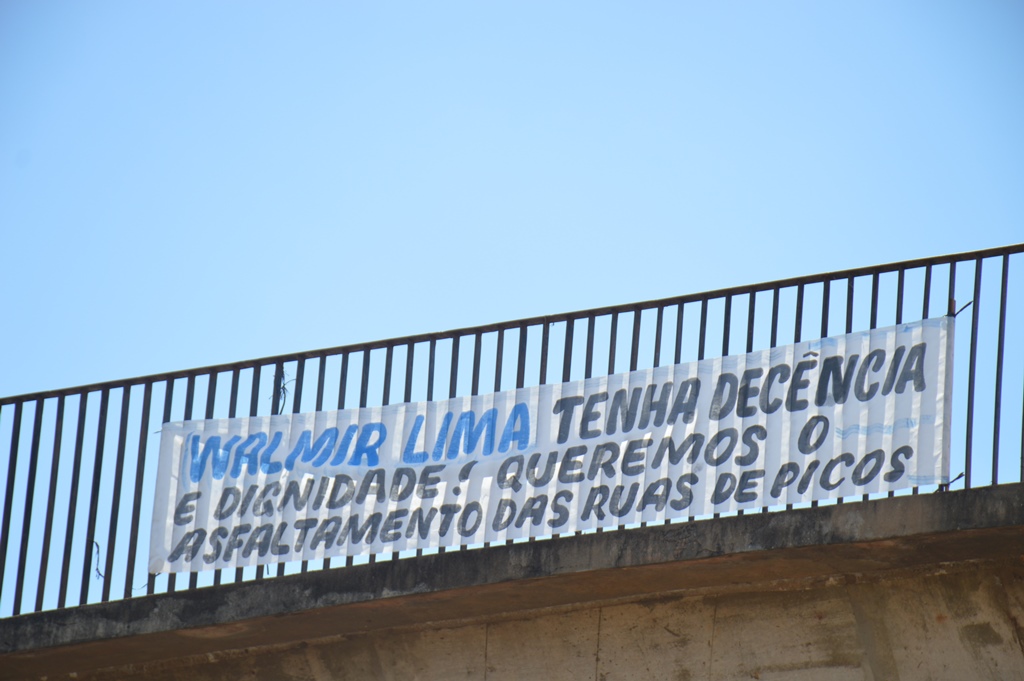 WALMIR LIMA TENHA DECÊNCIA
E DIGNIDADE! QUEREMOS O
ASFALTAMENTO DAS RUAS DE PICOS